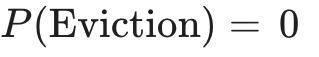 P(Eviction) = 0